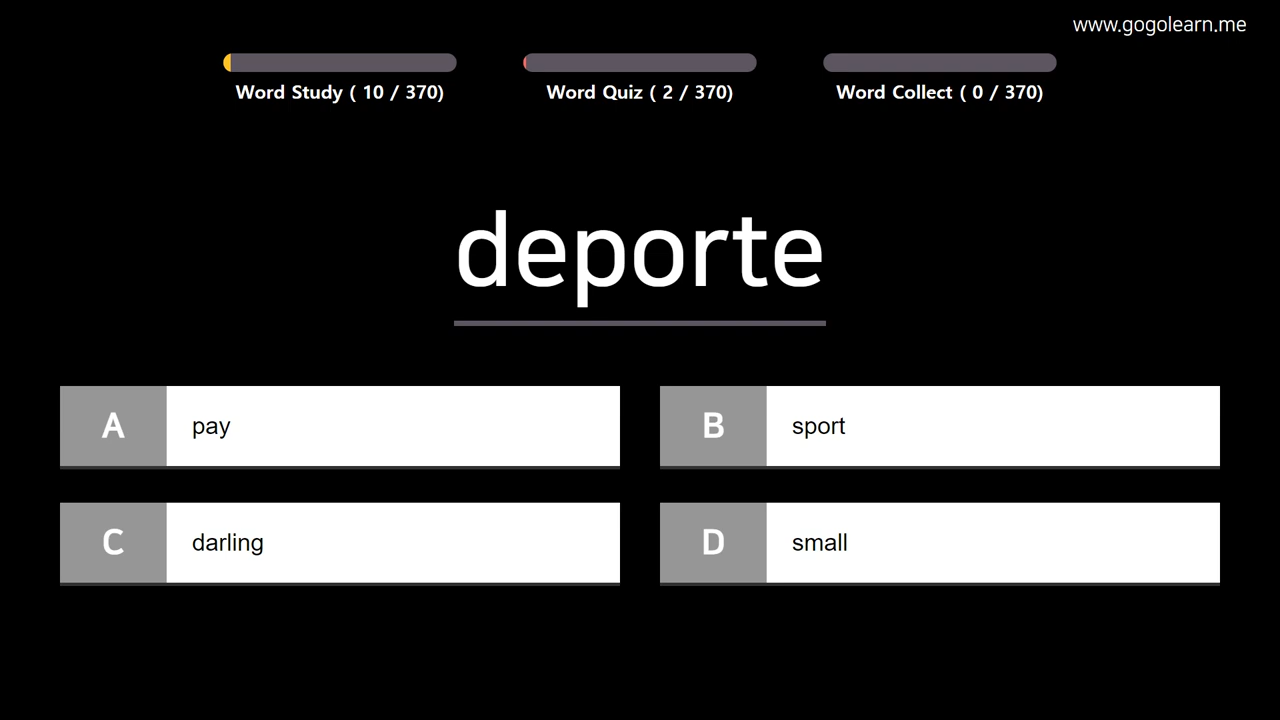 www.gogolearn.me
Word Study ( 10 / 370)
Word Quiz ( 2 / 370)
Word Collect ( 0 / 370)
deporte
A pay
B sport
C darling
D small